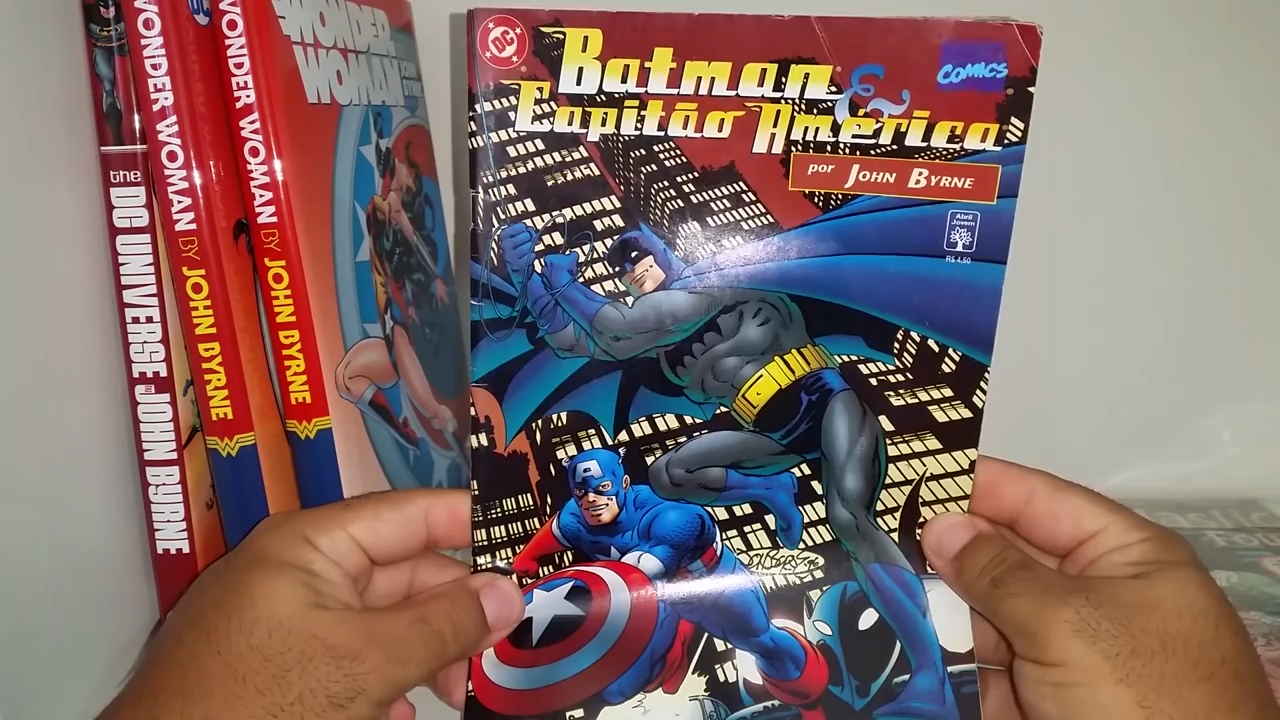 the DC UNIVERSE by JOHN BYRNE
WONDER WOMAN BY JOHN BYRNE
WONDER WOMAN BY JOHN BYRNE
DC
WONDER
WOMAN
DC
Batman &
Capitão América
COMICS
por JOHN BYRNE
Abril
Jovem
R$ 4,50